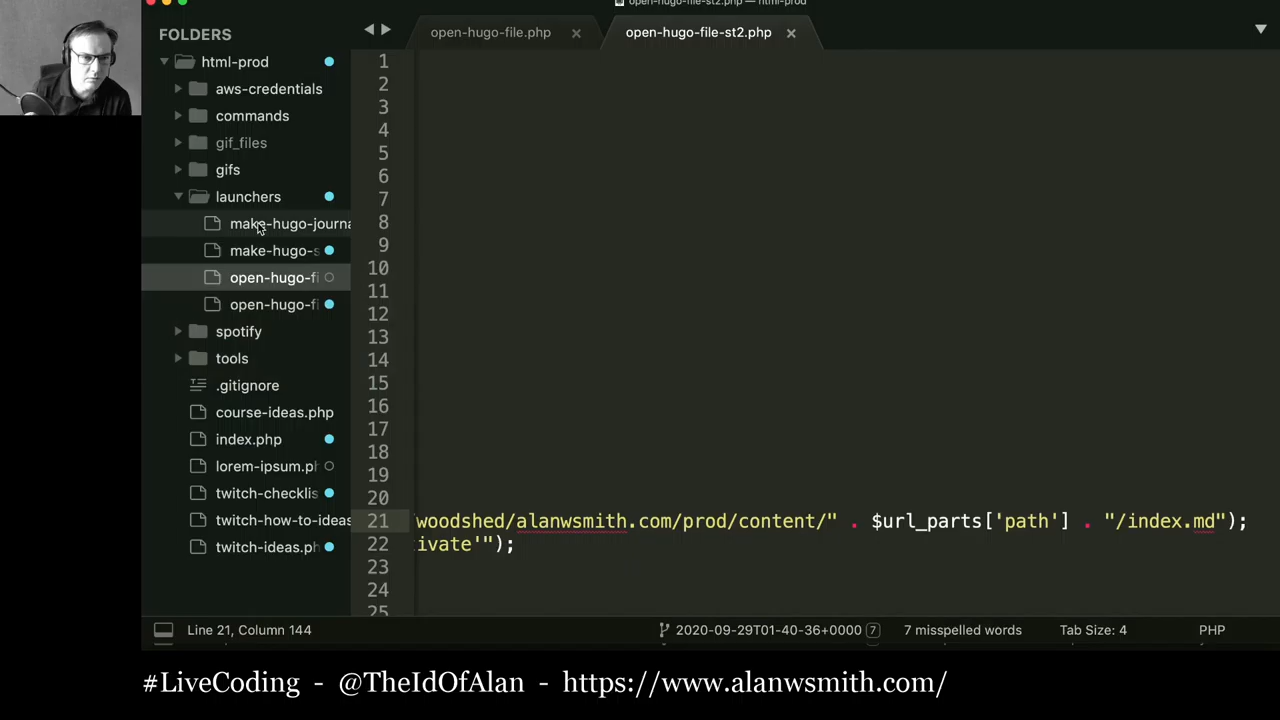 open-hugo-file-st2.php — html-prod
FOLDERS
open-hugo-file.php
open-hugo-file-st2.php
html-prod
aws-credentials
commands
gif_files
gifs
launchers
make-hugo-journa
make-hugo-s
open-hugo-fi
open-hugo-fi
spotify
tools
.gitignore
course-ideas.php
index.php
lorem-ipsum.ph
twitch-checklis
twitch-how-to-ideas
twitch-ideas.ph
1
2
3
4
5
6
7
8
9
10
11
12
13
14
15
16
17
18
19
20
21 'woodshed/alanwsmith.com/prod/content/" . $url_parts['path'] . "/index.md");
22 ivate'");
23
24
25
Line 21, Column 144
2020-09-29T01-40-36+0000 7
7 misspelled words
Tab Size: 4
PHP
#LiveCoding - @TheIdOfAlan - https://www.alanwsmith.com/